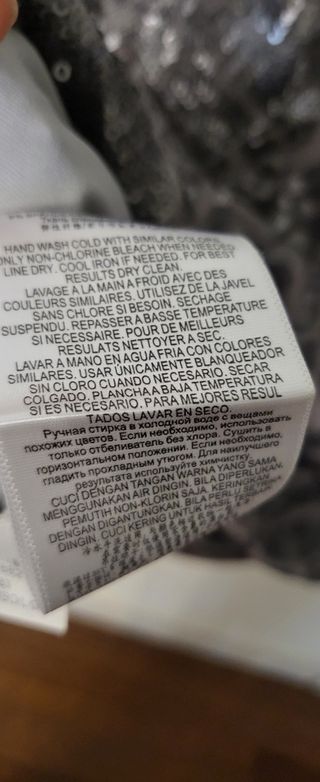 HAND WASH COLD WITH SIMILAR COLORS
ONLY NON-CHLORINE BLEACH WHEN NEEDED
LINE DRY. COOL IRON IF NEEDED. FOR BEST
RESULTS DRY CLEAN.
LAVAGE A LA MAIN A FROID AVEC DES
COULEURS SIMILAIRES. UTILISEZ DE LA JAVEL
SANS CHLORE SI BESOIN. SECHAGE
SUSPENDU. REPASSER A BASSE TEMPERATURE
SI NECESSAIRE. POUR DE MEILLEURS
RESULTATS NETTOYER A SEC.
LAVAR A MANO EN AGUA FRIA CON COLORES
SIMILARES. USAR ÚNICAMENTE BLANQUEADOR
SIN CLORO CUANDO NECESARIO. SECAR
COLGADO. PLANCHA A BAJA TEMPERATURA
SI ES NECESARIO. PARA MEJORES RESUL
TADOS LAVAR EN SECO.
Ручная стирка в холодной воде с вещами
похожих цветов. Если необходимо, использовать
только отбеливатель без хлора. Сушить в
горизонтальном положении. Если необходимо,
гладить прохладным утюгом. Для наилучшего
результата используйте химчистку.
CUCI DENGAN TANGAN WARNA YANG SAMA
MENGGUNAKAN AIR DINGIN. BILA DIPERLUKAN,
PEMUTIH NON-KLORIN SAJA. KERINGKAN
DENGAN DIGANTUNGKAN. BILA PERLU
DINGIN. CUCI KERING UNTUK HASIL